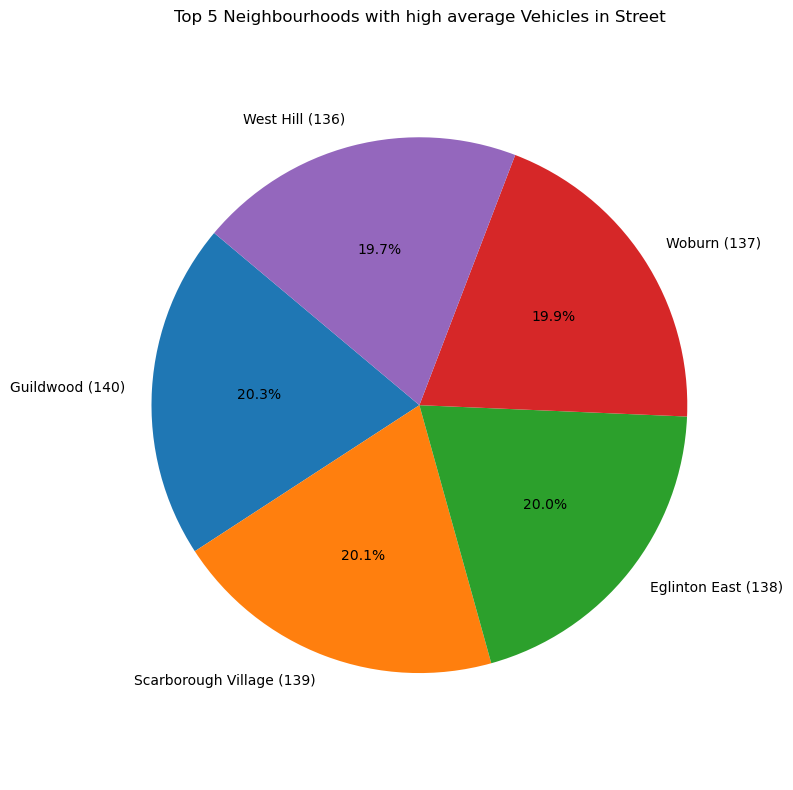 Top 5 Neighbourhoods with high average Vehicles in Street
West Hill (136)
Woburn (137)
19.7%
19.9%
Guildwood (140)
20.3%
20.0%
20.1%
Eglinton East (138)
Scarborough Village (139)